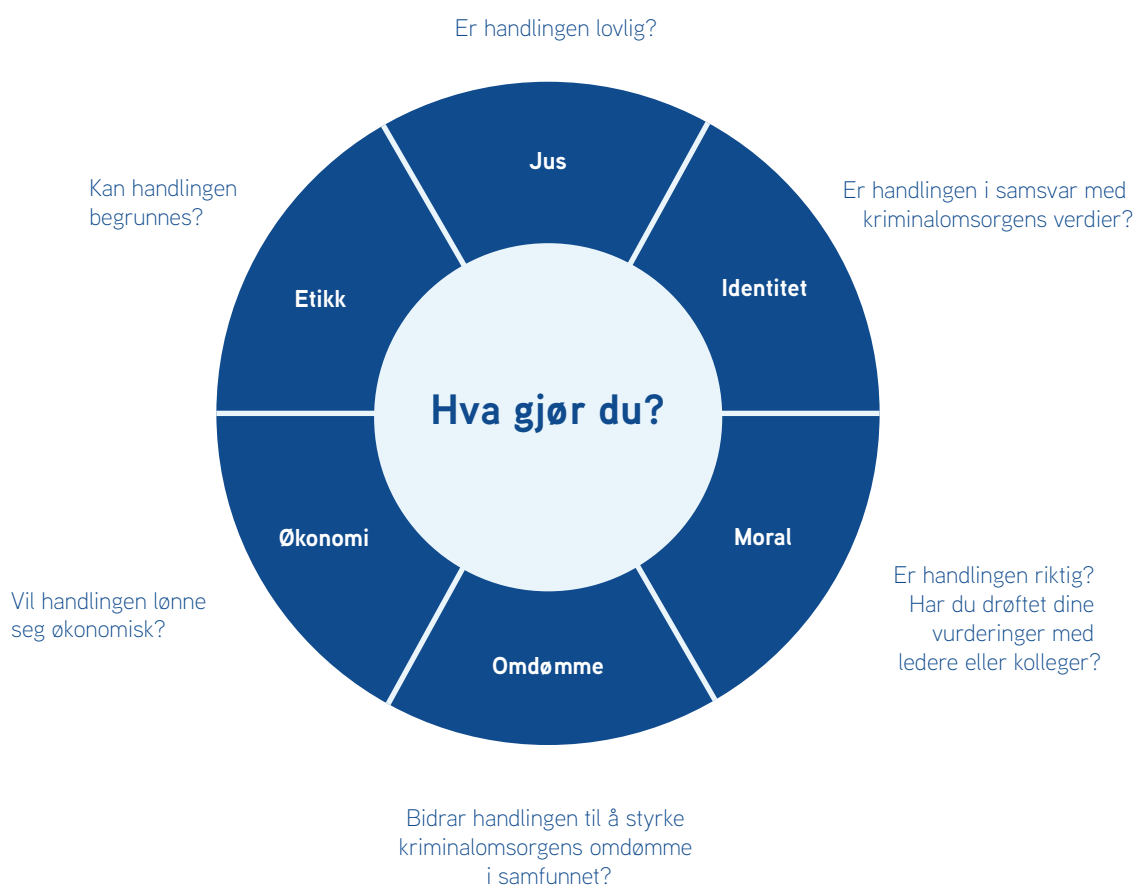 Er handlingen lovlig?
Jus
Kan handlingen
begrunnes?
Er handlingen i samsvar med
kriminalomsorgens verdier?
Etikk
Identitet
Hva gjør du?
Økonomi
Moral
Vil handlingen lønne
seg økonomisk?
Er handlingen riktig?
Har du drøftet dine
vurderinger med
ledere eller kolleger?
Omdømme
Bidrar handlingen til å styrke
kriminalomsorgens omdømme
i samfunnet?